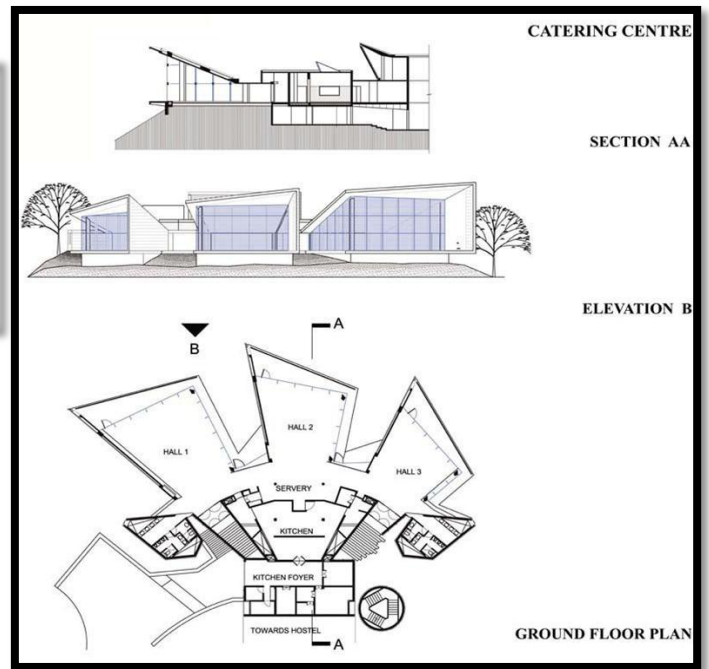 CATERING CENTRE
SECTION AA
ELEVATION B
B
A
HALL 1
HALL 2
HALL 3
SERVERY
KITCHEN
KITCHEN FOYER
TOWARDS HOSTEL
A
GROUND FLOOR PLAN